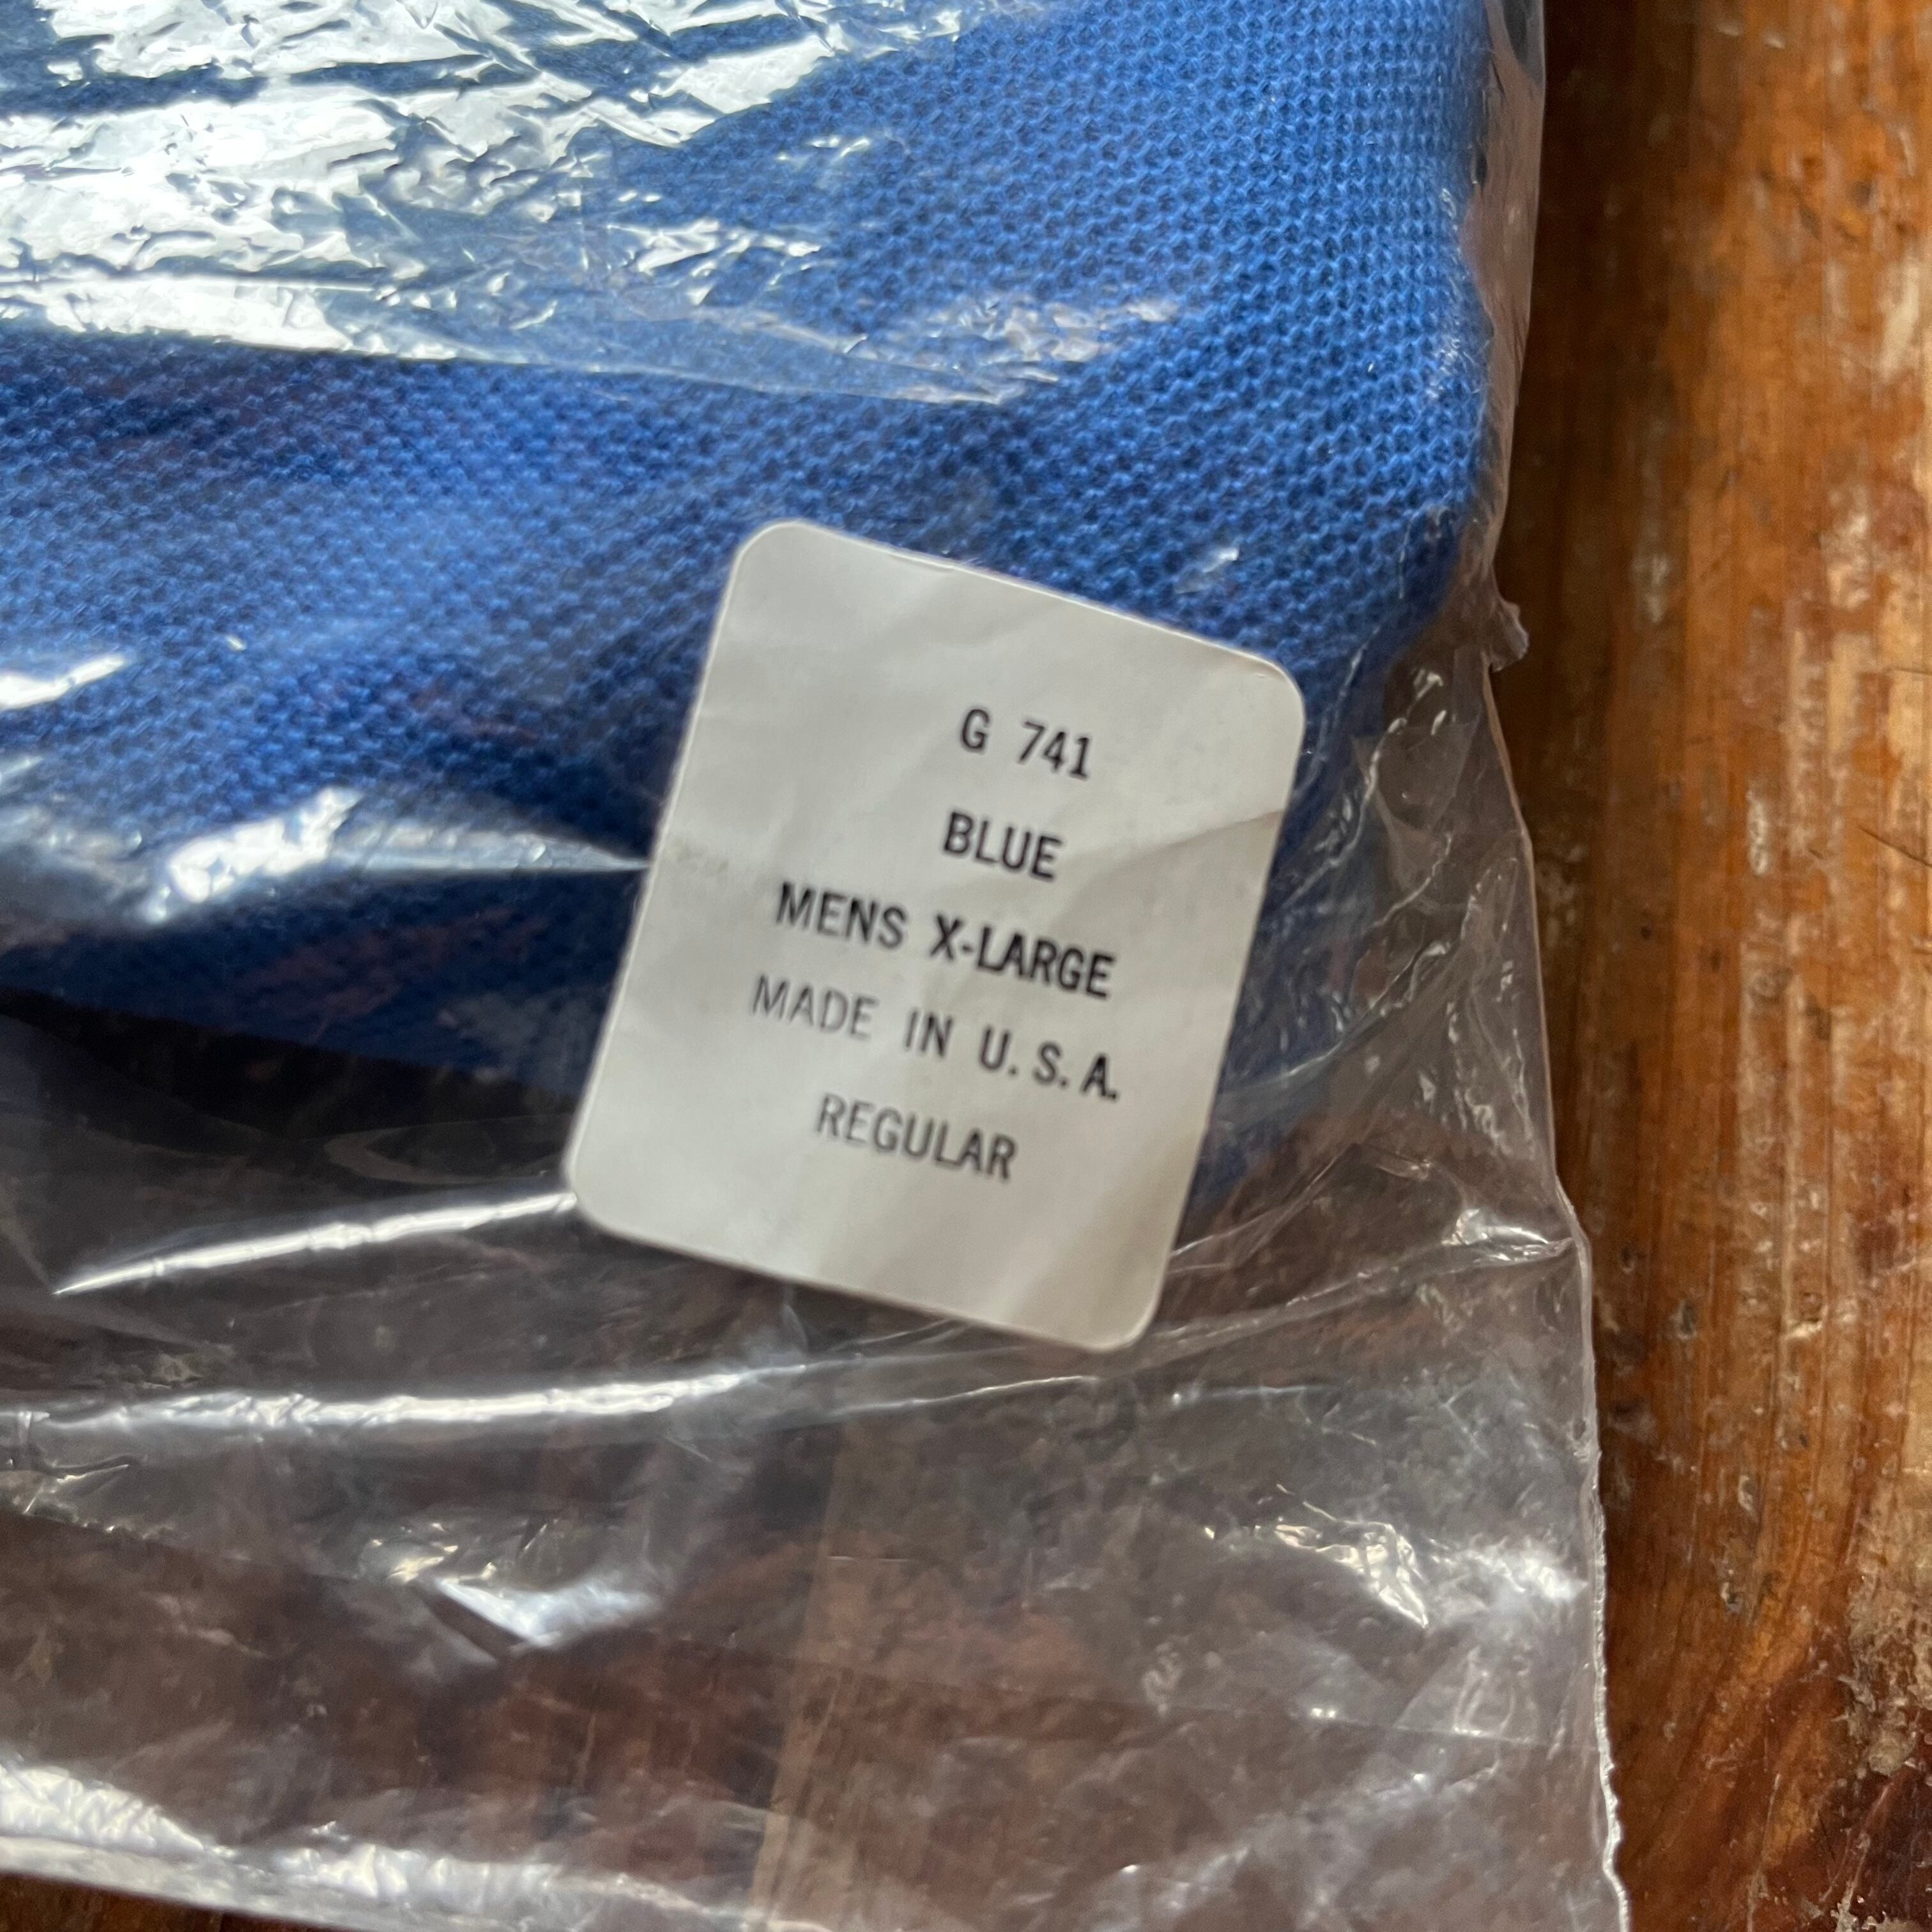 G 741
BLUE
MENS X-LARGE
MADE IN U.S.A.
REGULAR